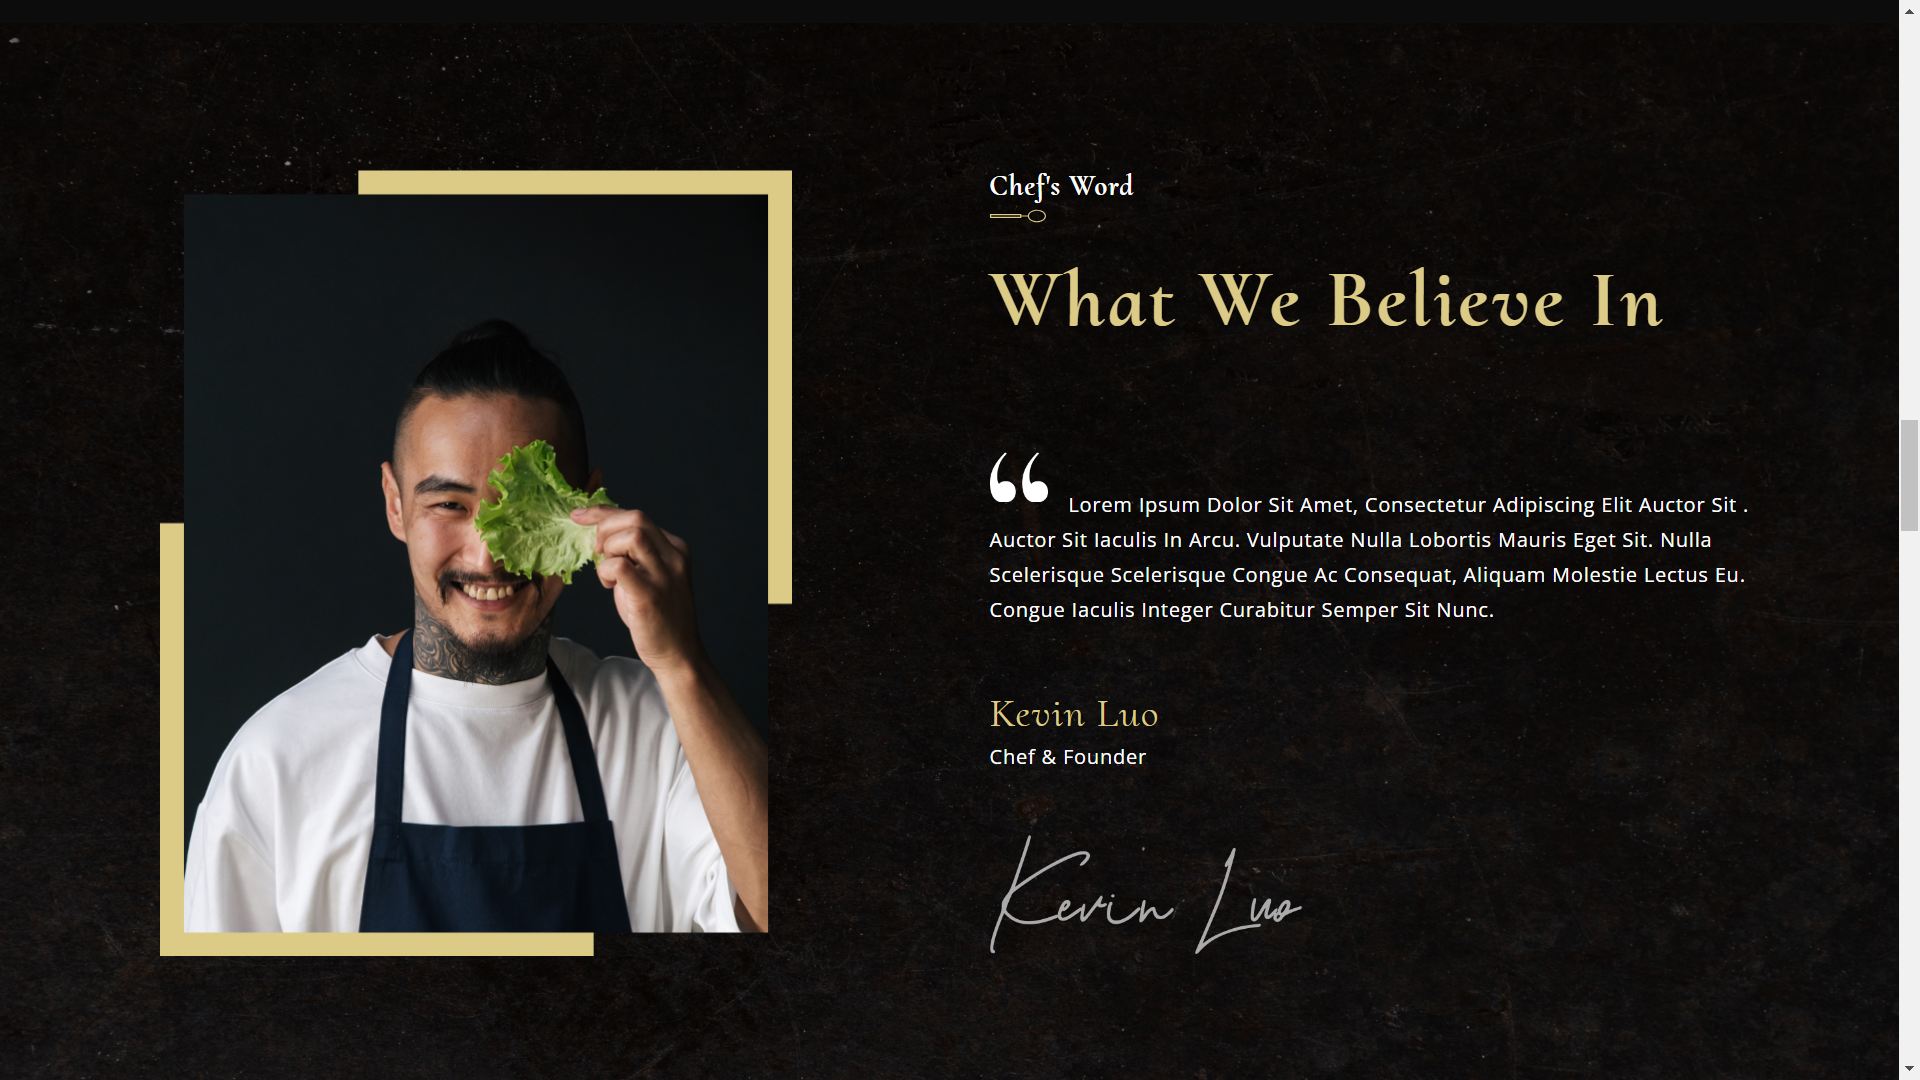 Chef's Word
What We Believe In
“ Lorem Ipsum Dolor Sit Amet, Consectetur Adipiscing Elit Auctor Sit .
Auctor Sit Iaculis In Arcu. Vulputate Nulla Lobortis Mauris Eget Sit. Nulla
Scelerisque Scelerisque Congue Ac Consequat, Aliquam Molestie Lectus Eu.
Congue Iaculis Integer Curabitur Semper Sit Nunc.
Kevin Luo
Chef & Founder
Kevin Luo